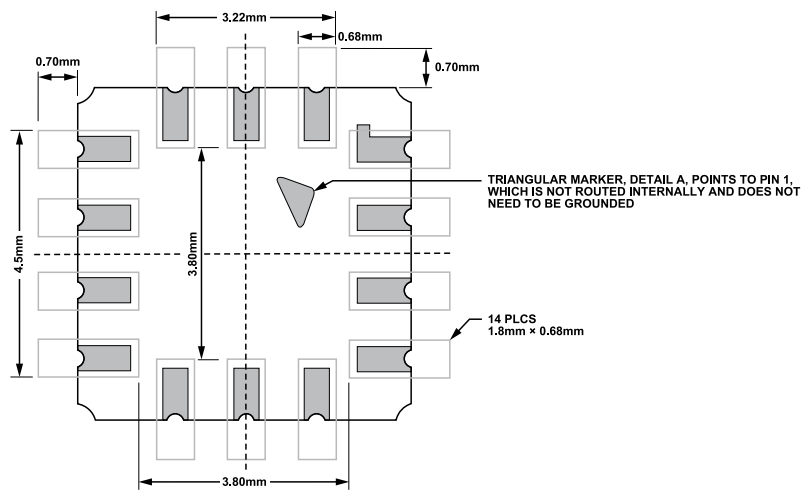 3.22mm
0.68mm
0.70mm
0.70mm
TRIANGULAR MARKER, DETAIL A, POINTS TO PIN 1,
WHICH IS NOT ROUTED INTERNALLY AND DOES NOT
NEED TO BE GROUNDED
4.5mm
3.80mm
14 PLCS
1.8mm × 0.68mm
3.80mm